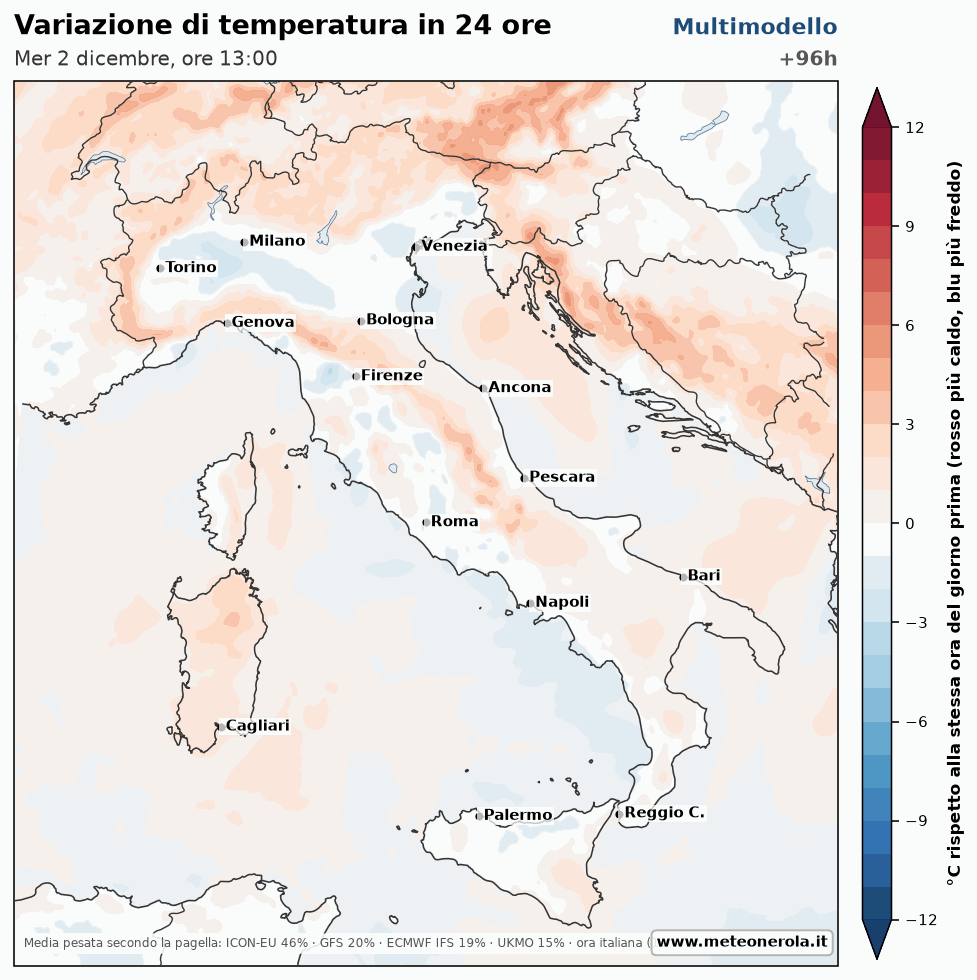 Variazione di temperatura in 24 ore
Multimodello
Mer 2 dicembre, ore 13:00
+96h
Milano
Venezia
Torino
Genova
Bologna
Firenze
Ancona
Pescara
Roma
Bari
Napoli
Cagliari
Palermo
Reggio C.
12
9
6
3
0
−3
−6
−9
−12
°C rispetto alla stessa ora del giorno prima (rosso più caldo, blu più freddo)
Media pesata secondo la pagella: ICON-EU 46% · GFS 20% · ECMWF IFS 19% · UKMO 15% · ora italiana (
www.meteonerola.it